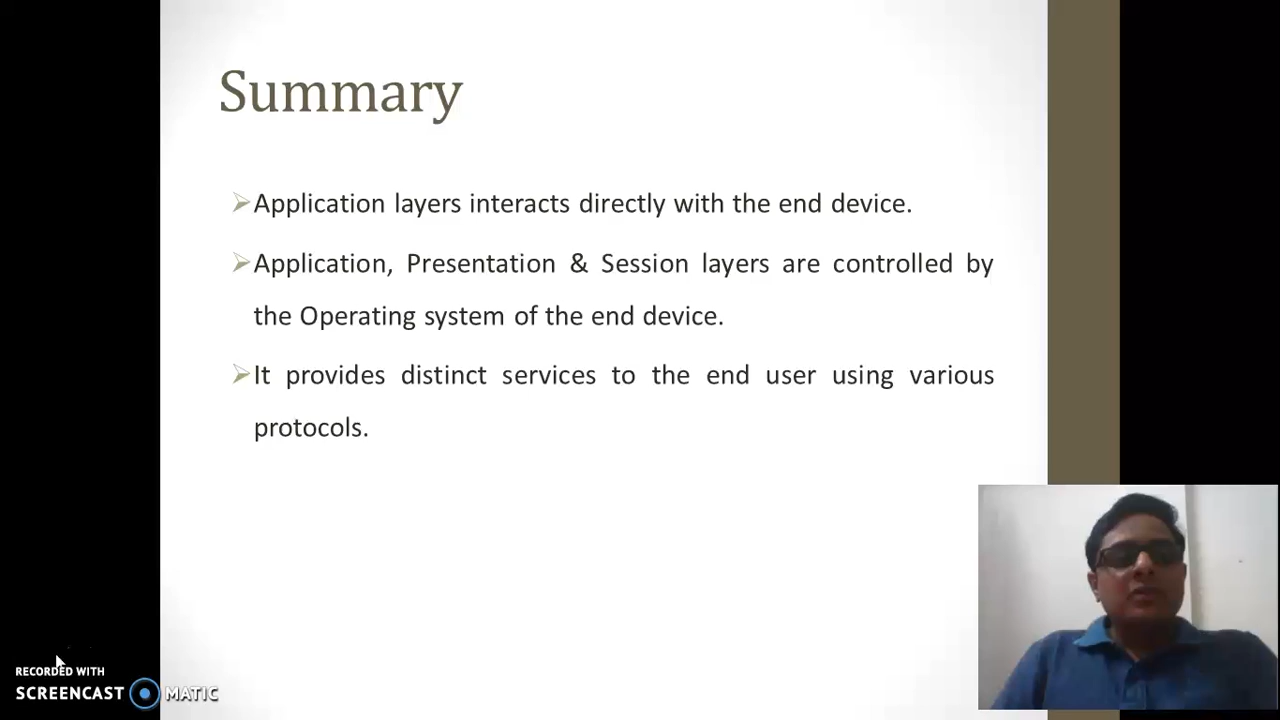 Summary
Application layers interacts directly with the end device.
Application, Presentation & Session layers are controlled by
the Operating system of the end device.
It provides distinct services to the end user using various
protocols.
RECORDED WITH
SCREENCAST MATIC